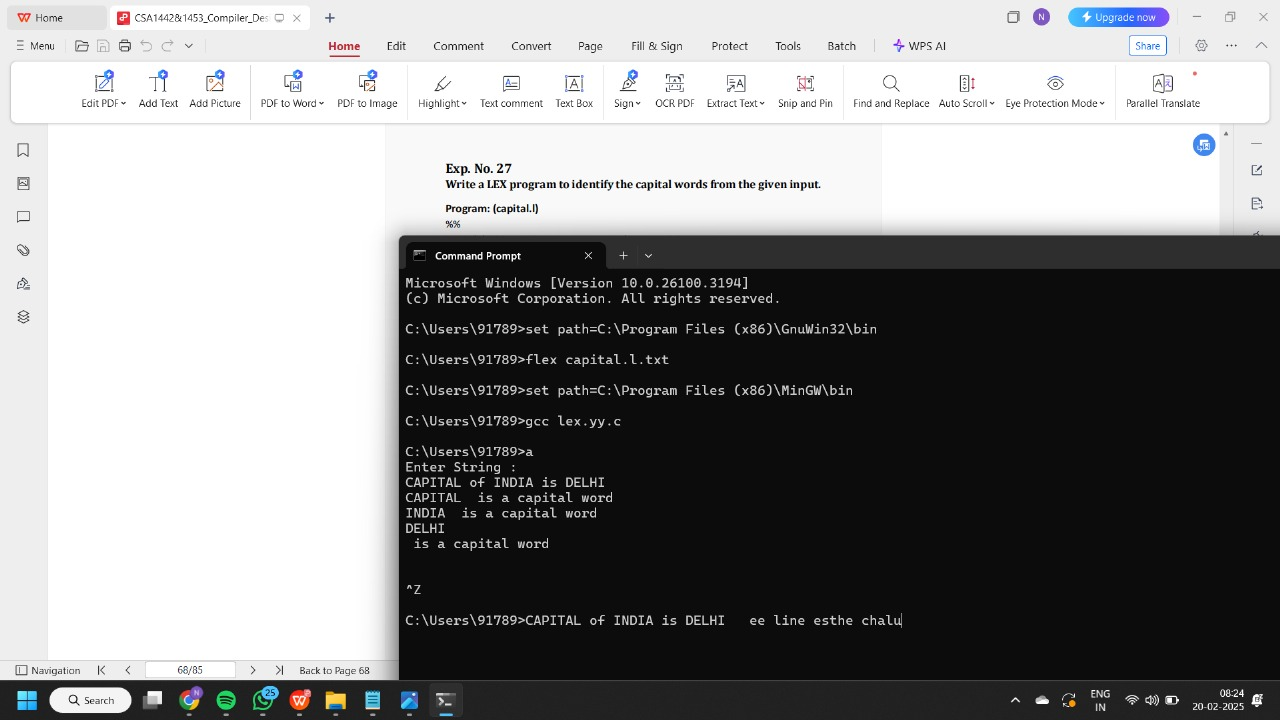 Home
CSA1442&1453_Compiler_Des
N
Upgrade now
Menu
Home Edit Comment Convert Page Fill & Sign Protect Tools Batch WPS AI
Share
Edit PDF Add Text Add Picture PDF to Word PDF to Image Highlight Text comment Text Box Sign OCR PDF Extract Text Snip and Pin Find and Replace Auto Scroll Eye Protection Mode Parallel Translate
Exp. No. 27
Write a LEX program to identify the capital words from the given input.
Program: (capital.l)
%%
Command Prompt
Microsoft Windows [Version 10.0.26100.3194]
(c) Microsoft Corporation. All rights reserved.
C:\Users\91789>set path=C:\Program Files (x86)\GnuWin32\bin
C:\Users\91789>flex capital.l.txt
C:\Users\91789>set path=C:\Program Files (x86)\MinGW\bin
C:\Users\91789>gcc lex.yy.c
C:\Users\91789>a
Enter String :
CAPITAL of INDIA is DELHI
CAPITAL  is a capital word
INDIA  is a capital word
DELHI
 is a capital word
^Z
C:\Users\91789>CAPITAL of INDIA is DELHI   ee line esthe chalu
Navigation 68/85 Back to Page 68
Search
N
25
ENG
IN
08:24
20-02-2025